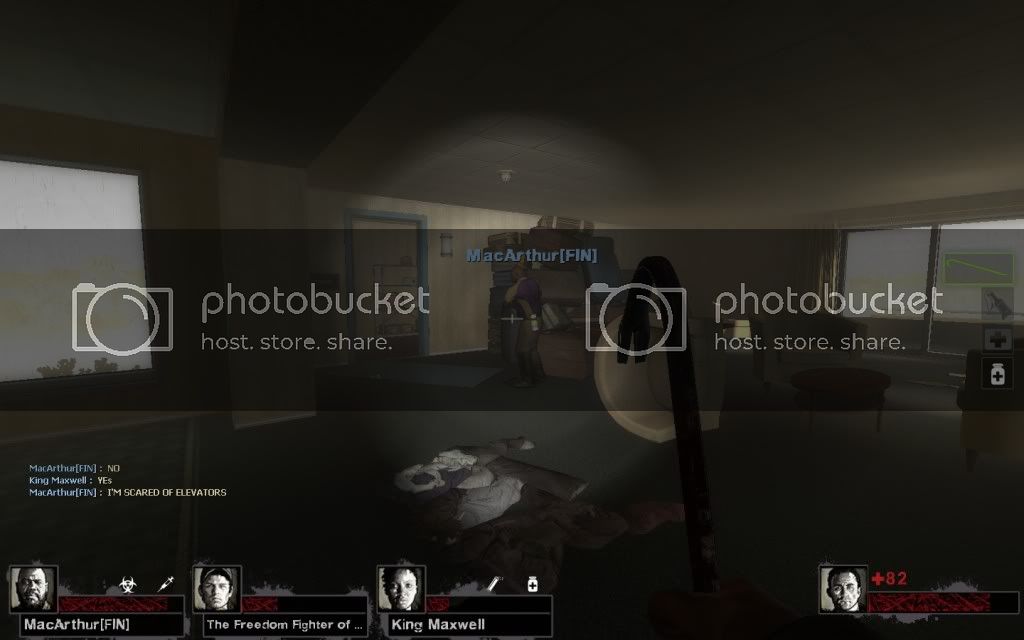 MacArthur[FIN]
photobucket
host. store. share.
photobucket
host. store. share.
MacArthur[FIN] : NO
King Maxwell : YEs
MacArthur[FIN] : I'M SCARED OF ELEVATORS
+82
MacArthur[FIN]
The Freedom Fighter of ...
King Maxwell